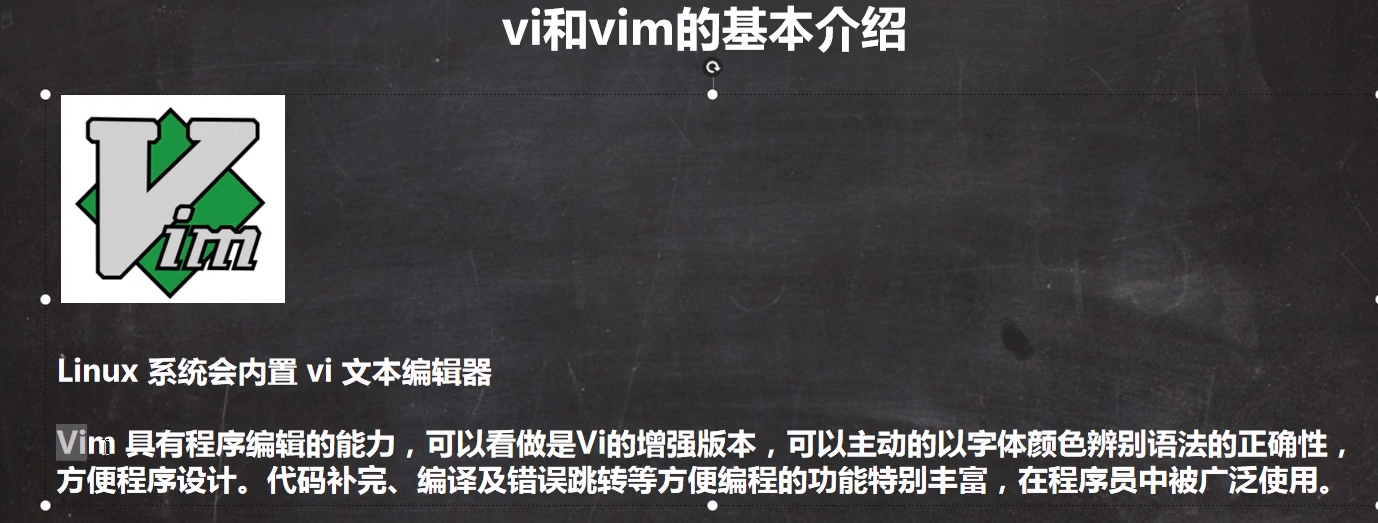 vi和vim的基本介绍
Vim
Linux 系统会内置 vi 文本编辑器
Vim 具有程序编辑的能力，可以看做是Vi的增强版本，可以主动的以字体颜色辨别语法的正确性，
方便程序设计。代码补完、编译及错误跳转等方便编程的功能特别丰富，在程序员中被广泛使用。